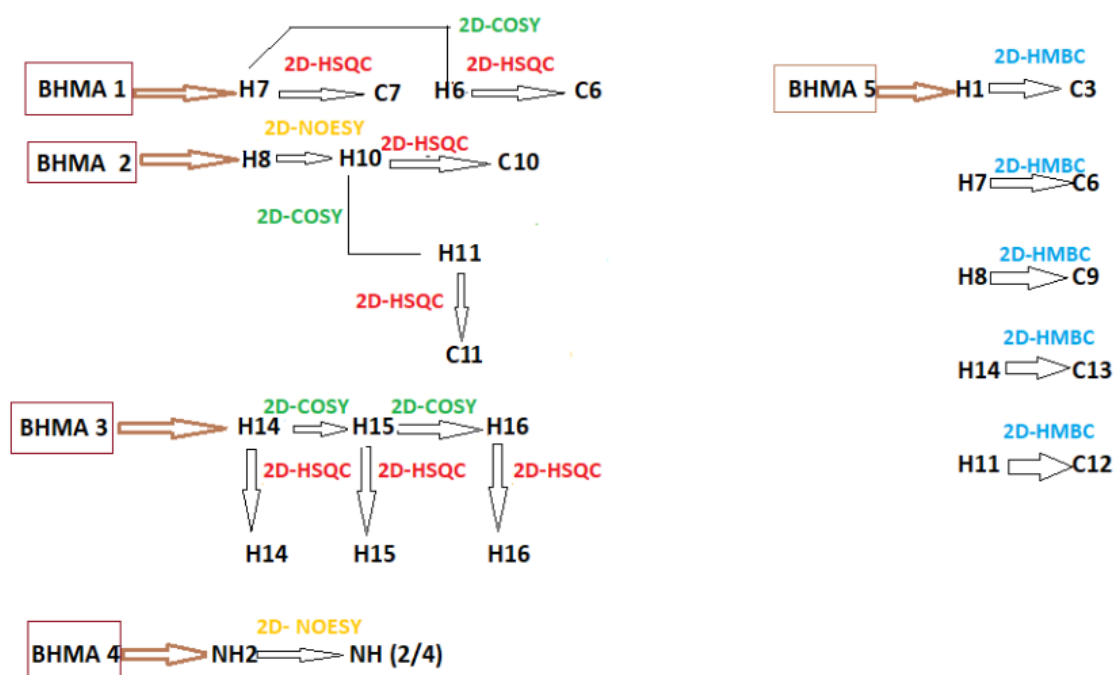 2D-COSY
2D-HSQC 2D-HSQC
BHMA 1 H7 C7 H6 C6
2D-NOESY
2D-HSQC
BHMA 2 H8 H10 C10
2D-COSY
H11
2D-HSQC
C11
2D-COSY 2D-COSY
BHMA 3 H14 H15 H16
2D-HSQC 2D-HSQC 2D-HSQC
H14 H15 H16
2D- NOESY
BHMA 4 NH2 NH (2/4)
2D-HMBC
BHMA 5 H1 C3
2D-HMBC
H7 C6
2D-HMBC
H8 C9
2D-HMBC
H14 C13
2D-HMBC
H11 C12